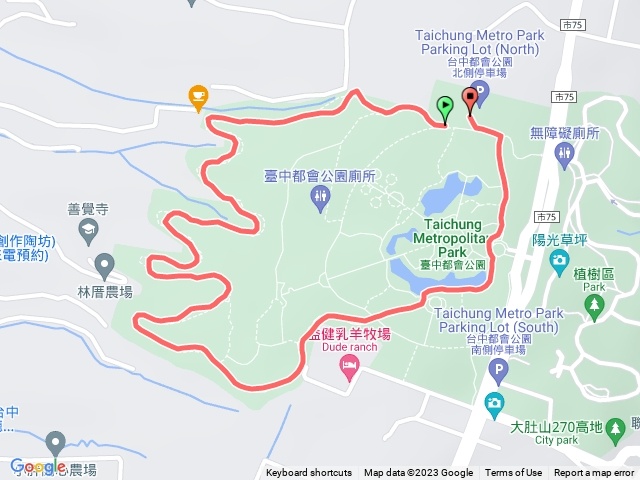 Taichung Metro Park
Parking Lot (North)
台中都會公園
北側停車場
市75
市75
無障礙廁所
臺中都會公園廁所
善覺寺
市75
Taichung
Metropolitan
Park
臺中都會公園
陽光草坪
創作陶坊)
電預約)
植樹區
Park
林厝農場
Taichung Metro Park
Parking Lot (South)
台中都會公園
南側停車場
益健乳羊牧場
Dude ranch
大肚山270高地
City park
台中
農場
Google
Keyboard shortcuts
Map data ©2023 Google
Terms of Use
Report a map error